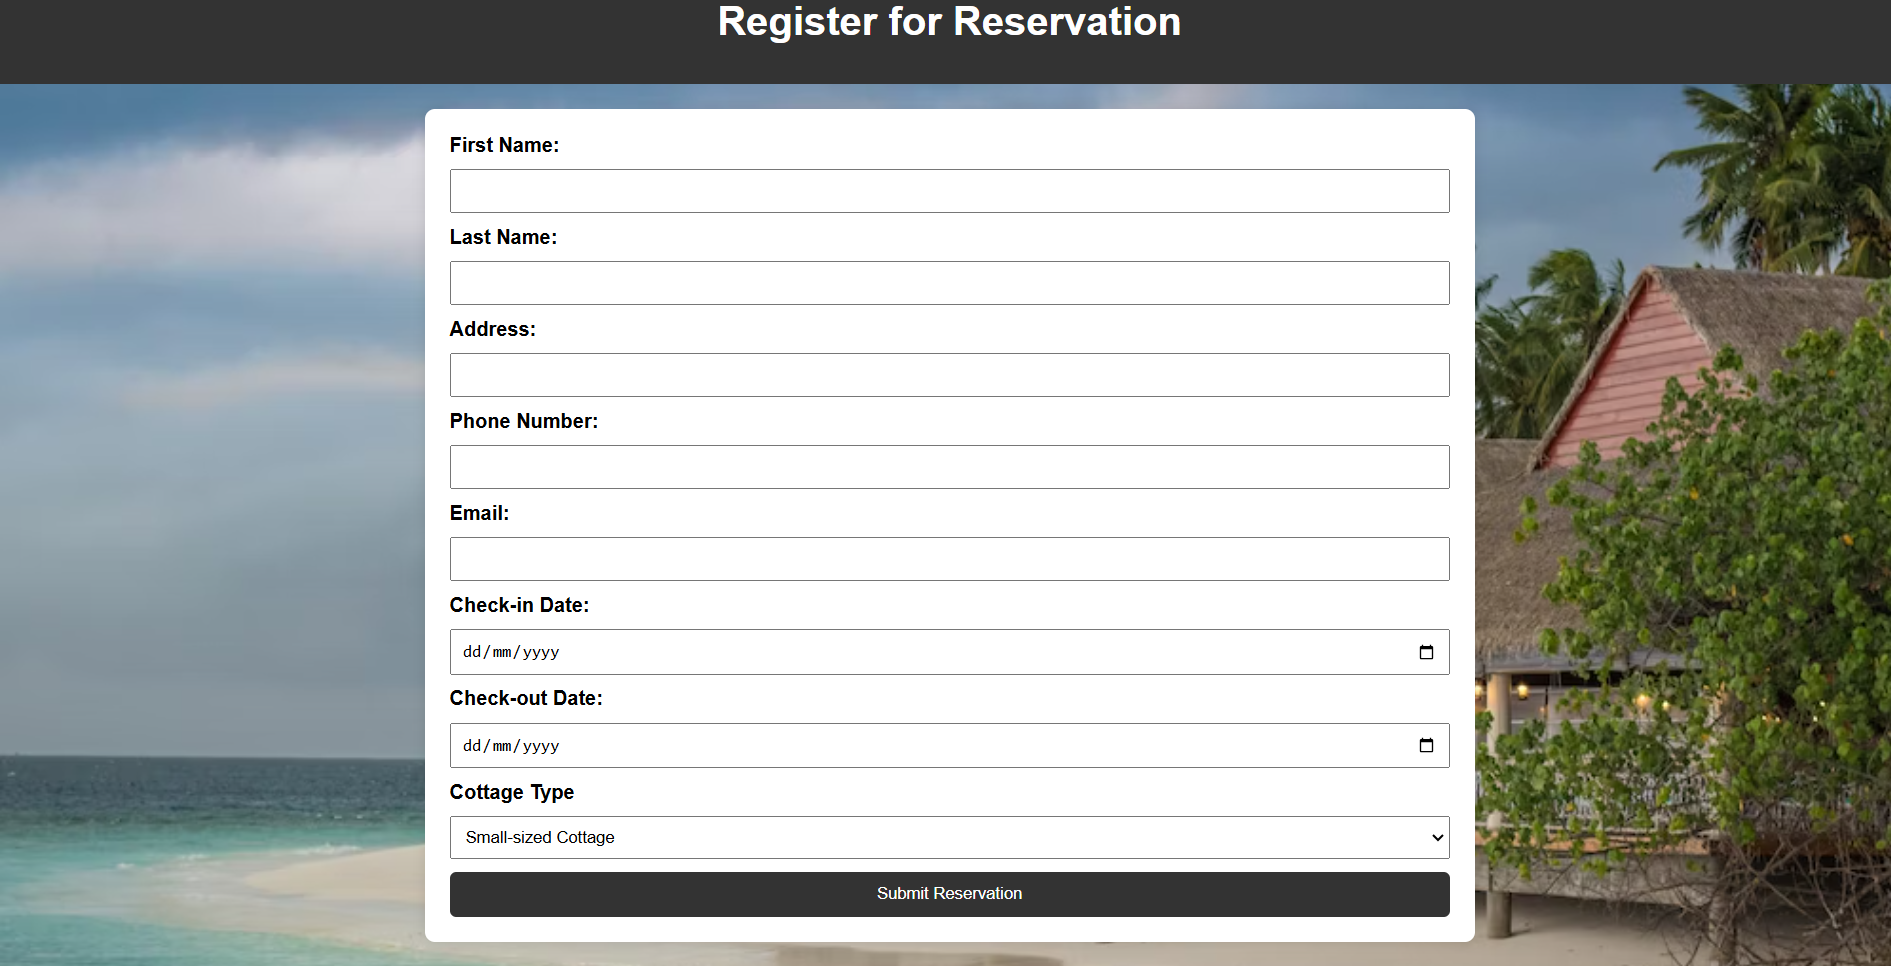 Register for Reservation
First Name:
Last Name:
Address:
Phone Number:
Email:
Check-in Date:
dd/mm/yyyy
Check-out Date:
dd/mm/yyyy
Cottage Type
Small-sized Cottage
Submit Reservation